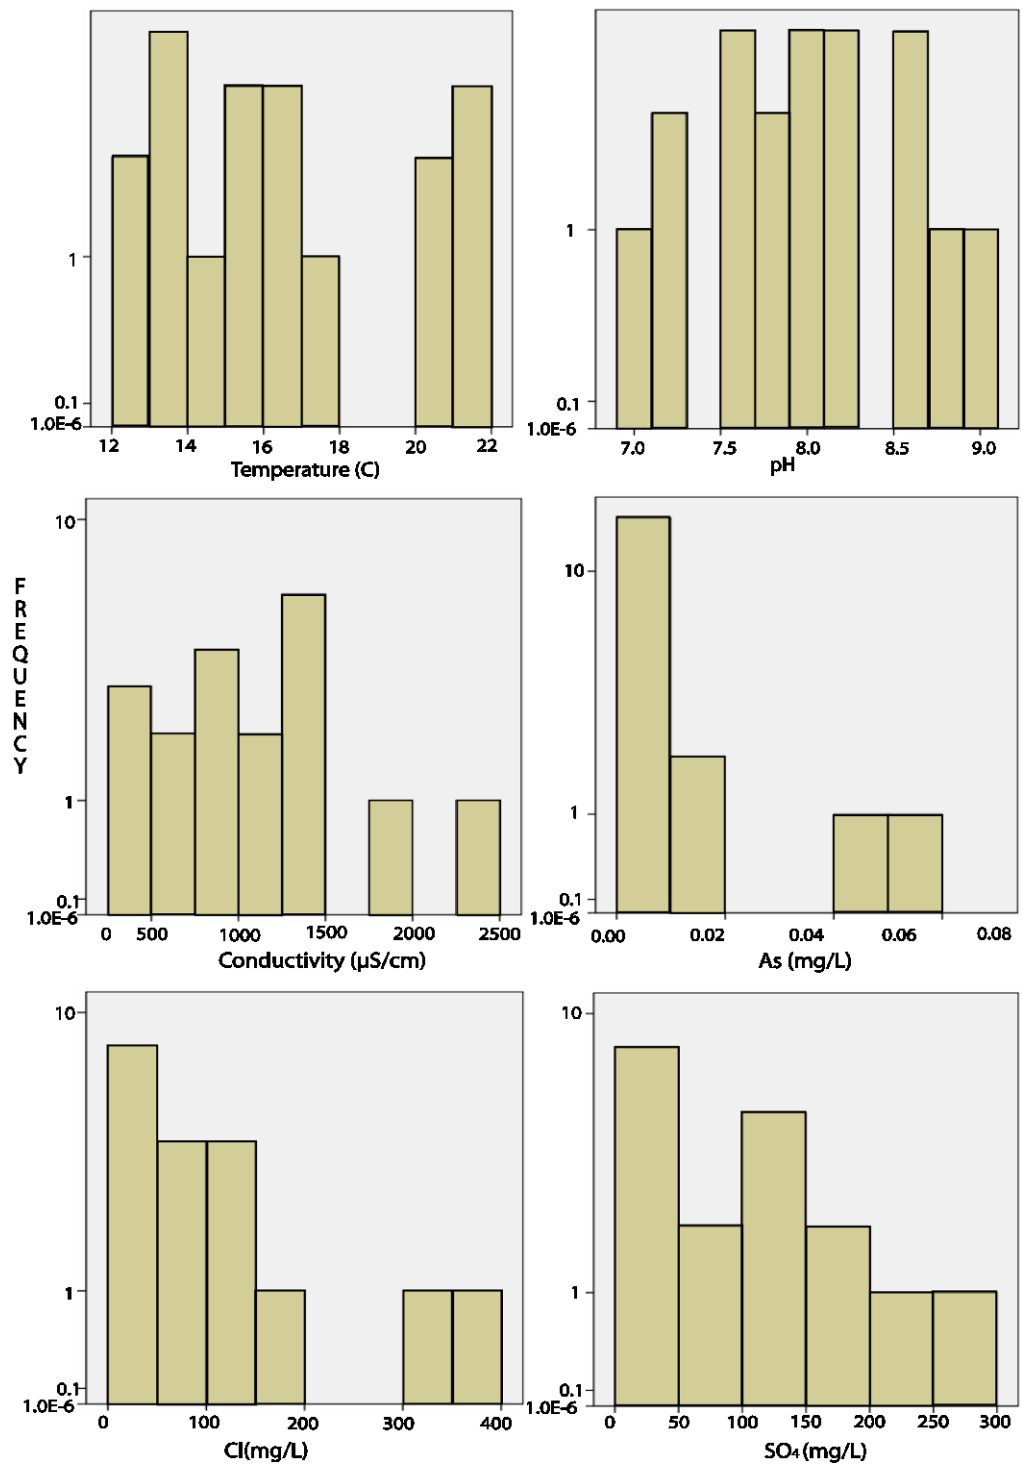 1
0.1
1.0E-6
12 14 16 18 20 22
Temperature (C)
1
0.1
1.0E-6
7.0 7.5 8.0 8.5 9.0
pH
FREQUENCY
10
1
0.1
1.0E-6
0 500 1000 1500 2000 2500
Conductivity (µS/cm)
10
1
0.1
1.0E-6
0.00 0.02 0.04 0.06 0.08
As (mg/L)
10
1
0.1
1.0E-6
0 100 200 300 400
Cl(mg/L)
10
1
0.1
1.0E-6
0 50 100 150 200 250 300
SO₄ (mg/L)